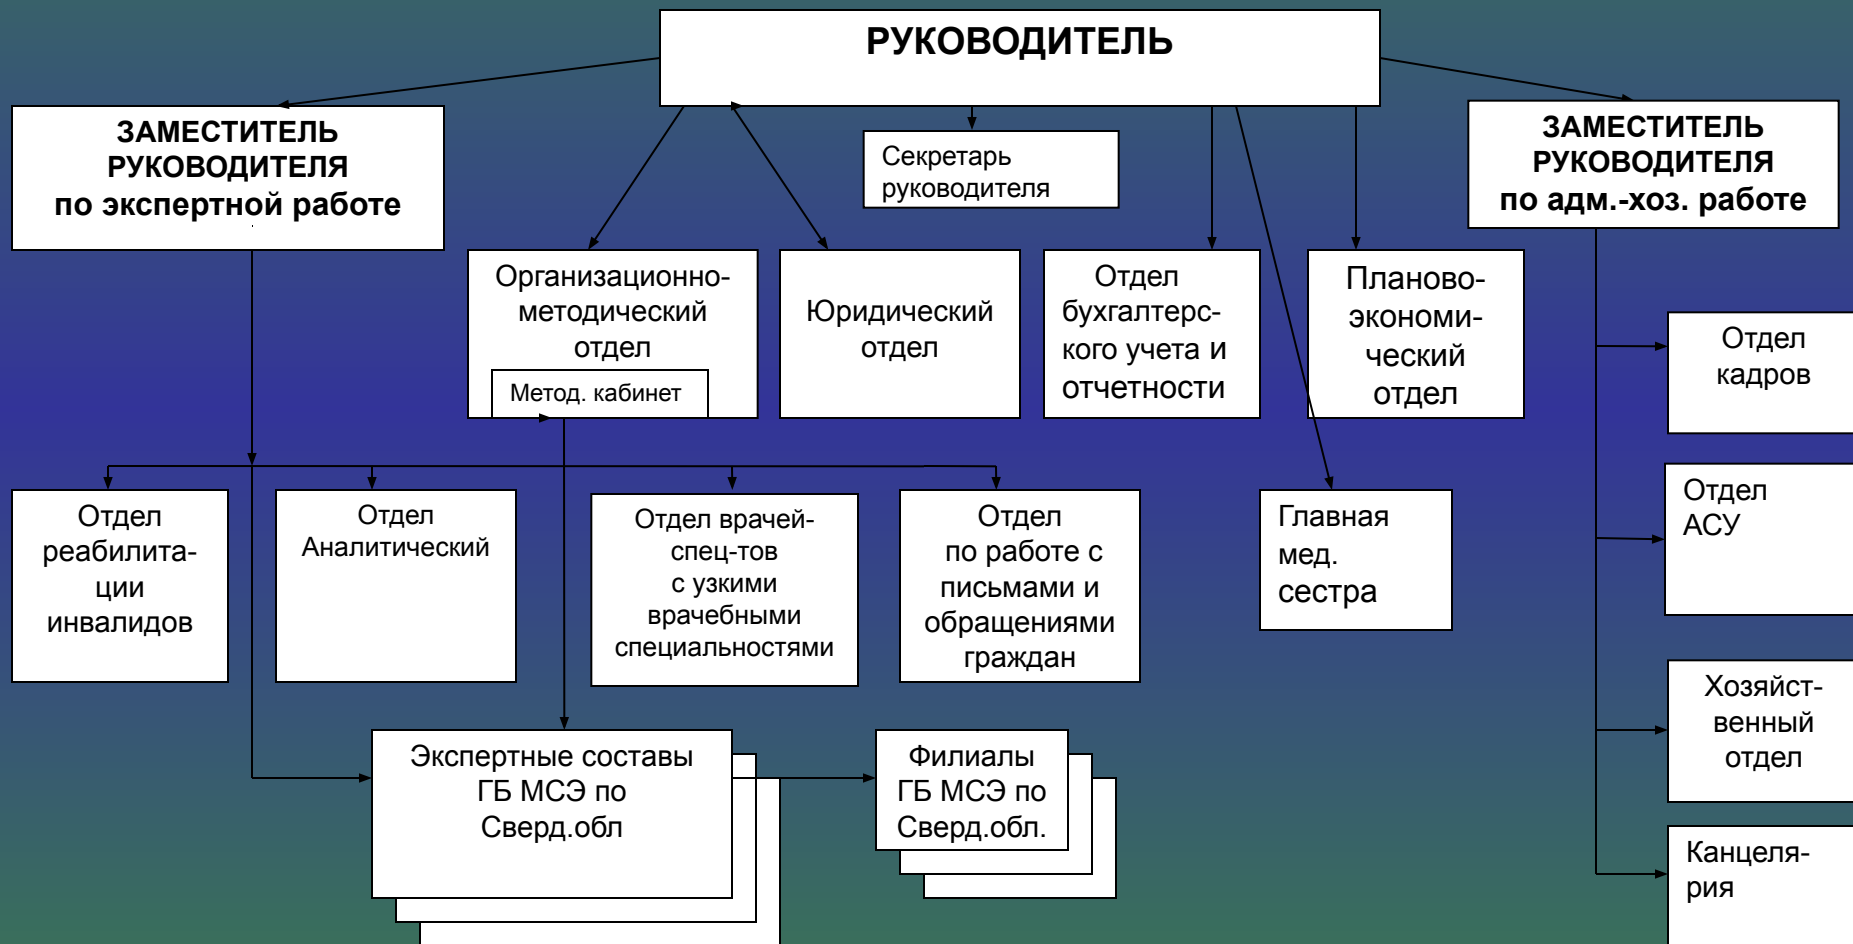 РУКОВОДИТЕЛЬ
ЗАМЕСТИТЕЛЬ
РУКОВОДИТЕЛЯ
по экспертной работе
Секретарь
руководителя
ЗАМЕСТИТЕЛЬ
РУКОВОДИТЕЛЯ
по адм.-хоз. работе
Организационно-
методический
отдел
Метод. кабинет
Юридический
отдел
Отдел
бухгалтерс-
кого учета и
отчетности
Планово-
экономи-
ческий
отдел
Отдел
кадров
Отдел
реабилита-
ции
инвалидов
Отдел
Аналитический
Отдел врачей-
спец-тов
с узкими
врачебными
специальностями
Отдел
по работе с
письмами и
обращениями
граждан
Главная
мед.
сестра
Отдел
АСУ
Хозяйст-
венный
отдел
Экспертные составы
ГБ МСЭ по
Сверд.обл
Филиалы
ГБ МСЭ по
Сверд.обл.
Канцеля-
рия